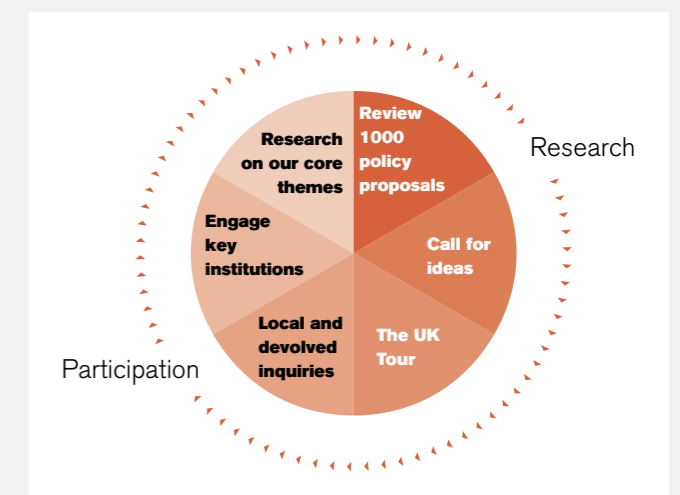 Review
1000
policy
proposals
Research
Call for
ideas
The UK
Tour
Local and
devolved
inquiries
Participation
Engage
key
institutions
Research
on our core
themes